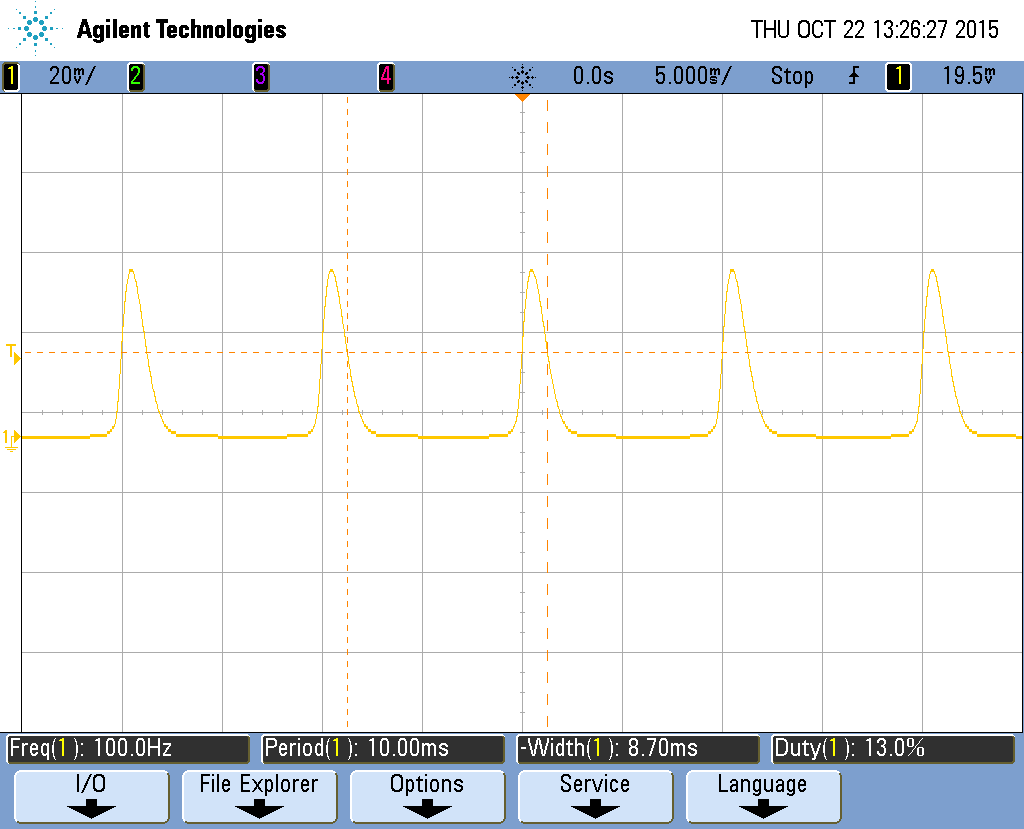 Agilent Technologies
THU OCT 22 13:26:27 2015
1 20mV/ 2 3 4 0.0s 5.000ms/ Stop 1 19.5mV
T
1
Freq(1): 100.0Hz Period(1): 10.00ms -Width(1): 8.70ms Duty(1): 13.0%
I/O File Explorer Options Service Language